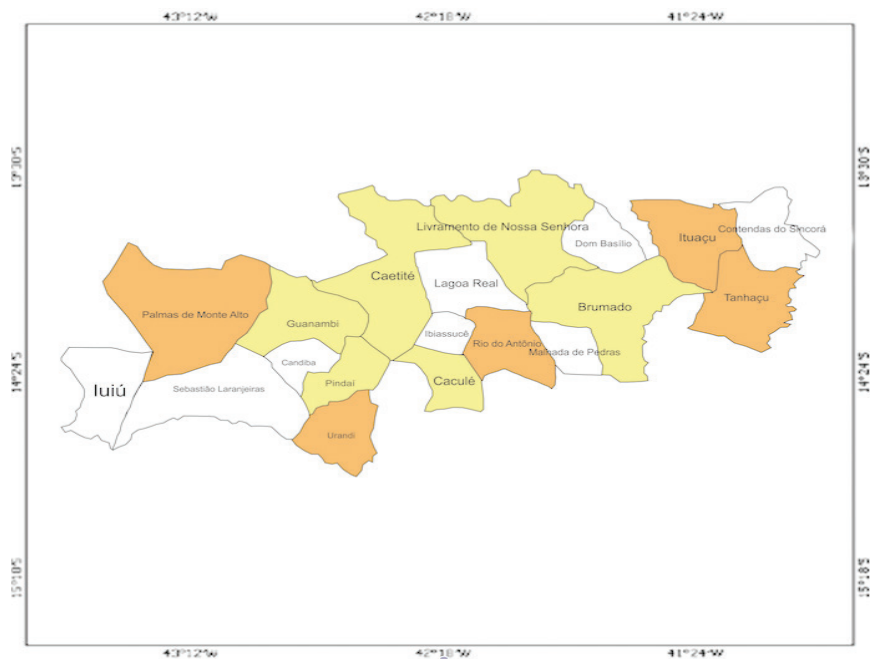 43°12'W 42°18'W 41°24'W
13°30'S 13°30'S
Livramento de Nossa Senhora
Contendas do Sincorá
Ituaçu
Dom Basílio
Caetité
Lagoa Real
Tanhaçu
Brumado
Palmas de Monte Alto
Guanambi
Ibiassucê
Rio do Antônio
Malhada de Pedras
Candiba
14°24'S 14°24'S
Iuiú
Sebastião Laranjeiras
Pindaí
Caculé
Urandi
15°18'S 15°18'S
43°12'W 42°18'W 41°24'W